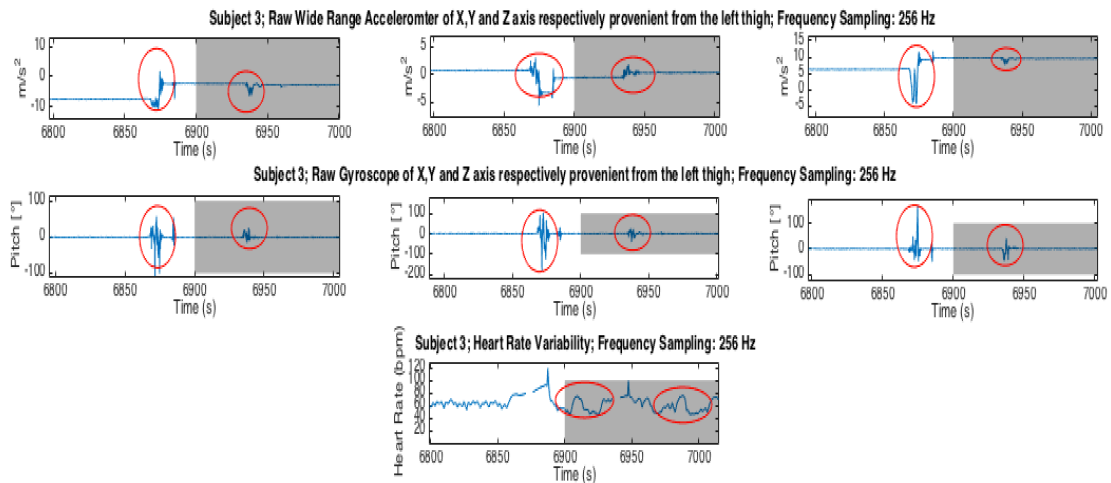 Subject 3; Raw Wide Range Acceleromter of X,Y and Z axis respectively provenient from the left thigh; Frequency Sampling: 256 Hz
m/s²
10
0
-10
6800 6850 6900 6950 7000
Time (s)
m/s²
5
0
-5
6800 6850 6900 6950 7000
Time (s)
m/s²
15
10
5
0
-5
6800 6850 6900 6950 7000
Time (s)
Subject 3; Raw Gyroscope of X,Y and Z axis respectively provenient from the left thigh; Frequency Sampling: 256 Hz
Pitch [°]
100
0
-100
6800 6850 6900 6950 7000
Time (s)
Pitch [°]
100
0
-100
-200
6800 6850 6900 6950 7000
Time (s)
Pitch [°]
100
0
-100
6800 6850 6900 6950 7000
Time (s)
Subject 3; Heart Rate Variability; Frequency Sampling: 256 Hz
Heart Rate (bpm)
120
100
80
60
40
20
6800 6850 6900 6950 7000
Time (s)